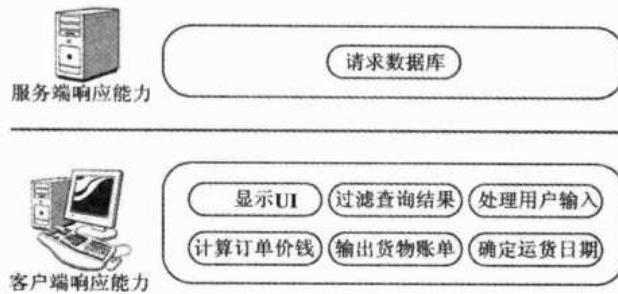 请求数据库
服务端响应能力
显示UI
过滤查询结果
处理用户输入
计算订单价钱
输出货物账单
确定运货日期
客户端响应能力